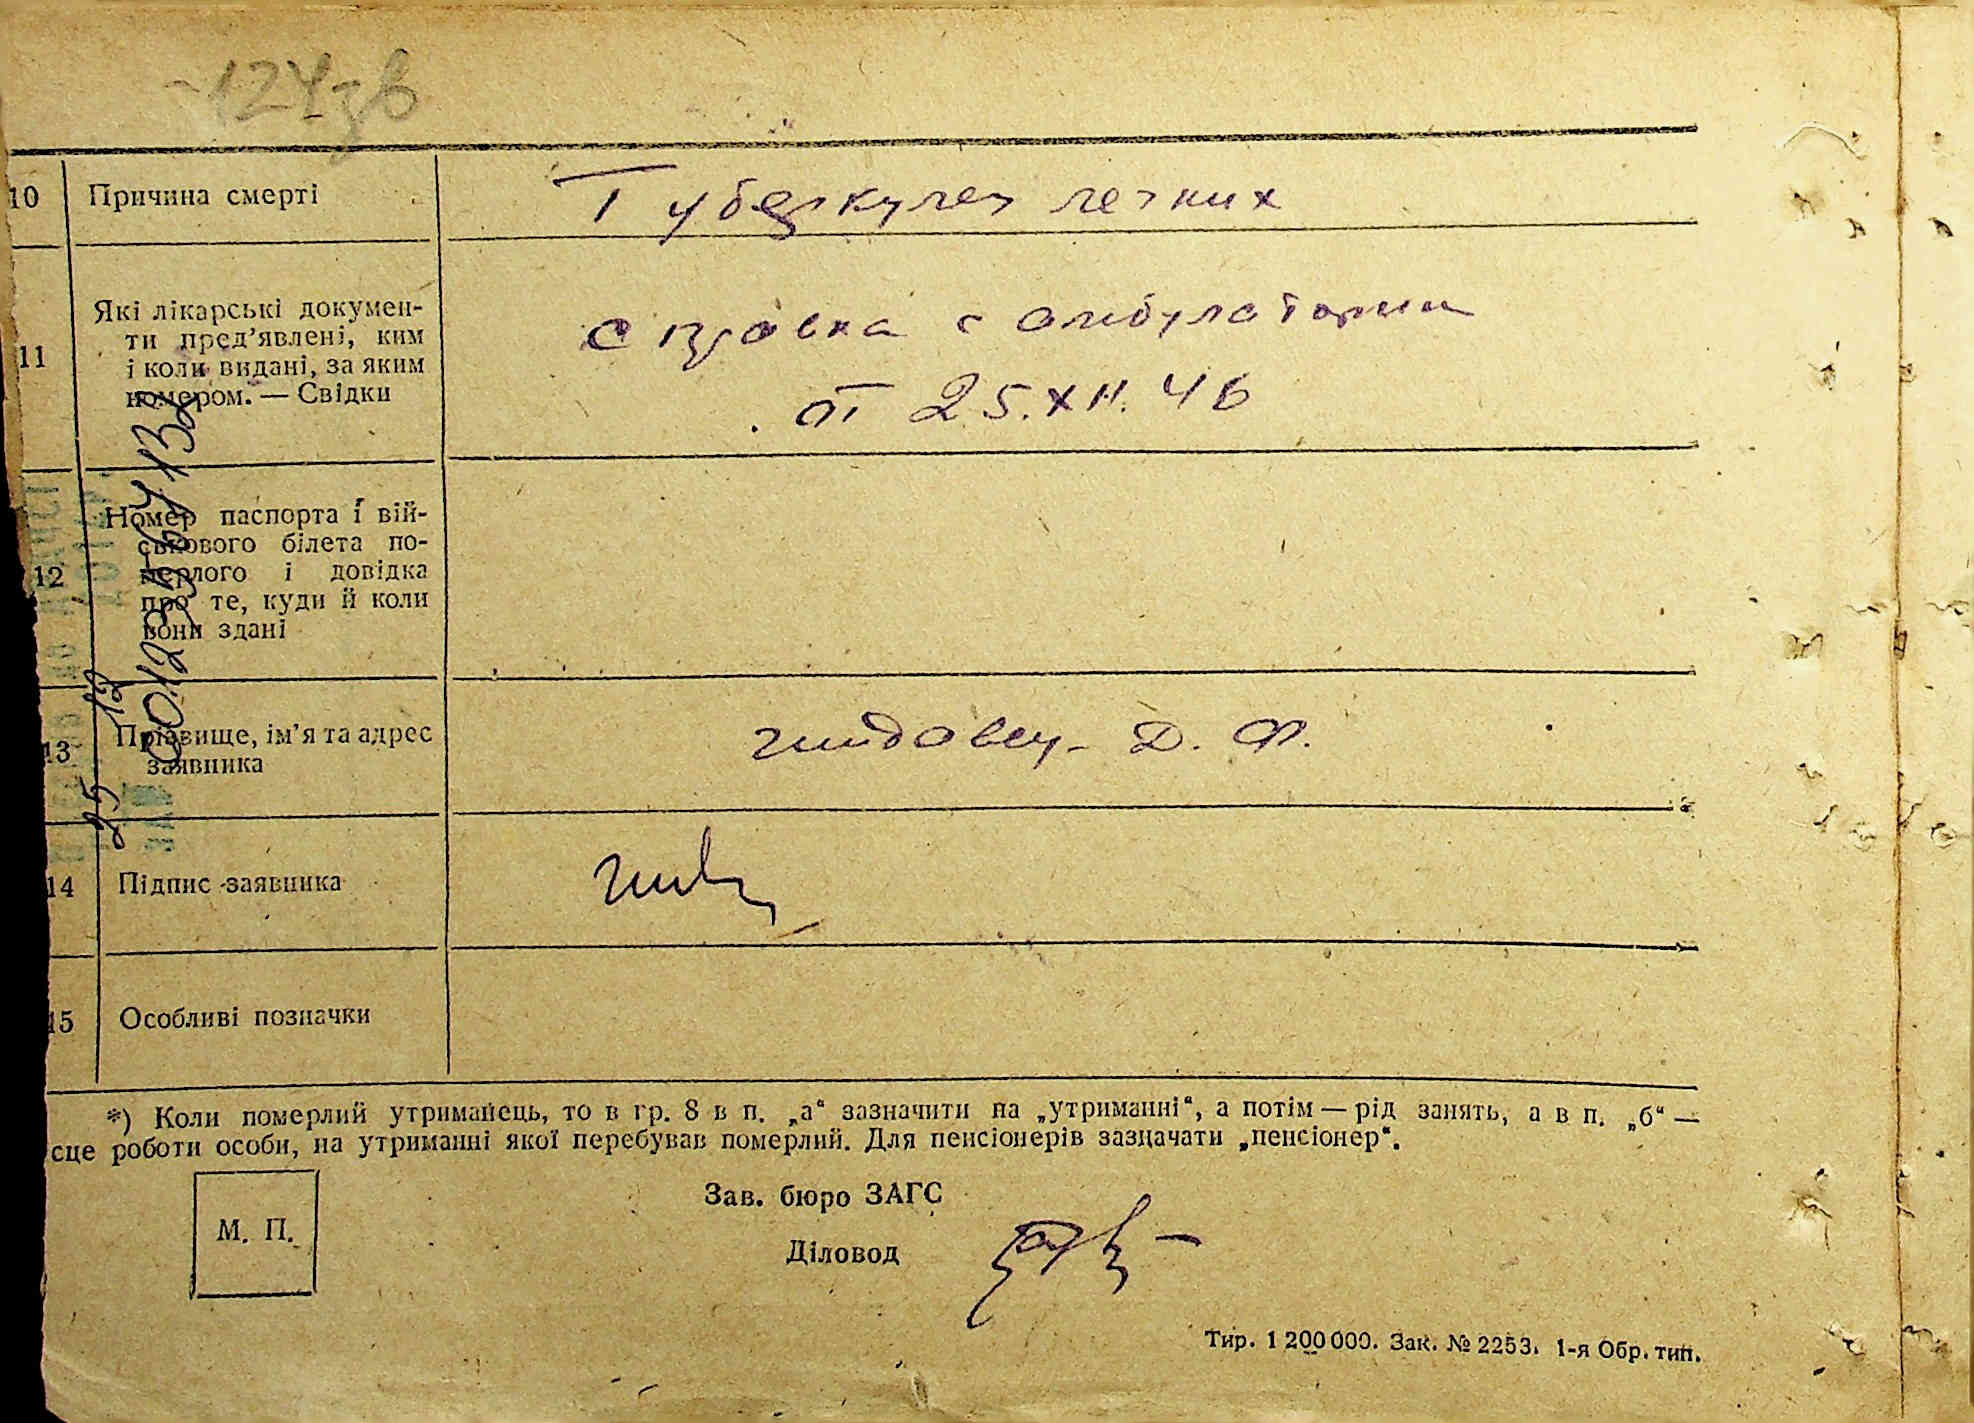 124зв
10 Причина смерті Туберкулез легких
11 Які лікарські докумен-
ти пред’явлені, ким
і коли видані, за яким
номером. — Свідки
справка с амбулатории
от 25.XII.46
12 Номер паспорта і вій-
ськового білета по-
мерлого і довідка
про те, куди й коли
вони здані
13 Прізвище, ім’я та адрес
заявника
Д. Ф.
14 Підпис заявника
15 Особливі позначки
*) Коли померлий утриманець, то в гр. 8 в п. „а“ зазначити на „утриманні“, а потім — рід занять, а в п. „б“ —
сце роботи особи, на утриманні якої перебував померлий. Для пенсіонерів зазначати „пенсіонер“.
М. П.
Зав. бюро ЗАГС
Діловод
Тир. 1 200 000. Зак. № 2253. 1-я Обр. тип.
25 12